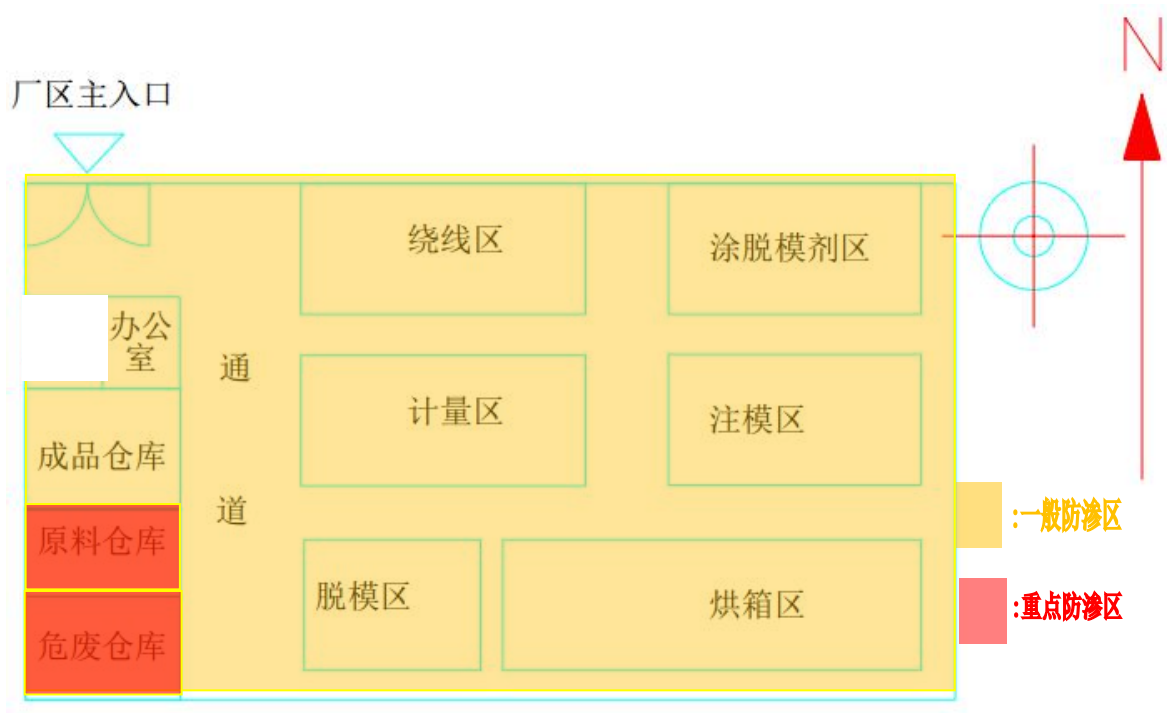 N
厂区主入口
绕线区
涂脱模剂区
办公
室
通
计量区
注模区
成品仓库
道
:一般防渗区
原料仓库
脱模区
烘箱区
:重点防渗区
危废仓库